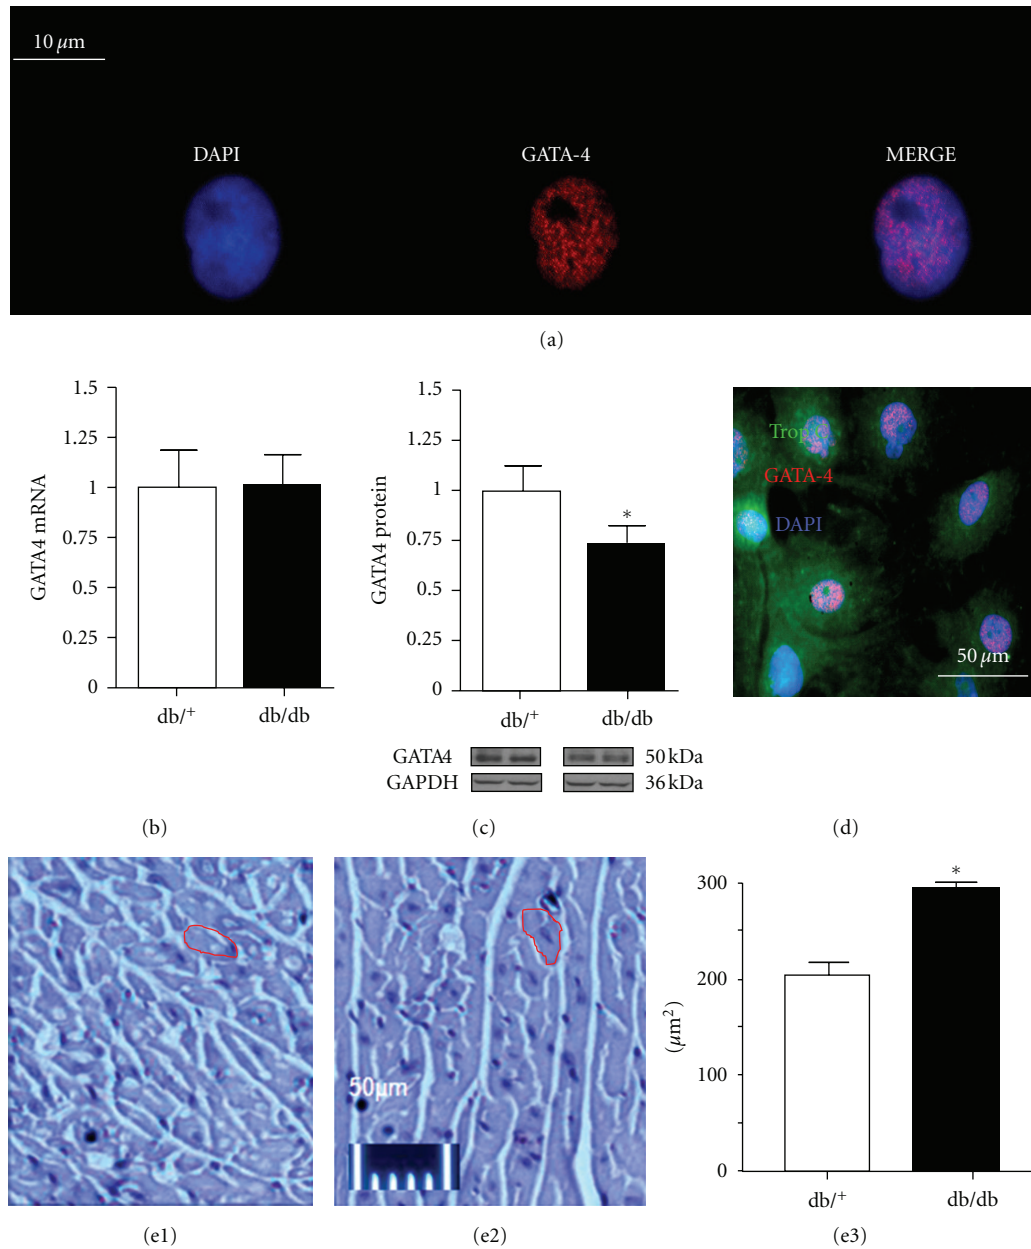 10 µm
DAPI GATA-4 MERGE
(a)
1.5
1.25
1
0.75
0.5
0.25
0
GATA4 mRNA
db/+ db/db
(b)
1.5
1.25
1
0.75
0.5
0.25
0
GATA4 protein
*
db/+ db/db
GATA4 50 kDa
GAPDH 36 kDa
(c)
Trop
GATA-4
DAPI
50 µm
(d)
(e1)
50µm
(e2)
300
200
100
0
(µm²)
*
db/+ db/db
(e3)